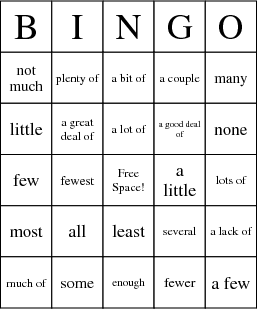 B I N G O
not much
plenty of
a bit of
a couple
many
little
a great deal of
a lot of
a good deal of
none
few
fewest
Free Space!
a little
lots of
most
all
least
several
a lack of
much of
some
enough
fewer
a few